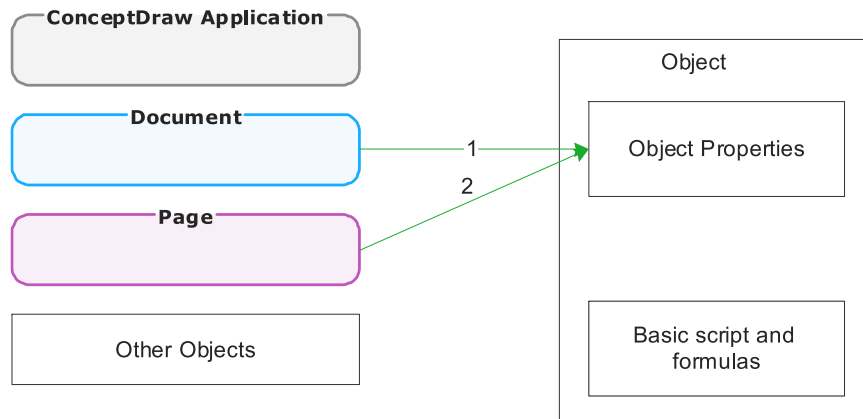 ConceptDraw Application
Object
Document
1
Object Properties
2
Page
Other Objects
Basic script and
formulas